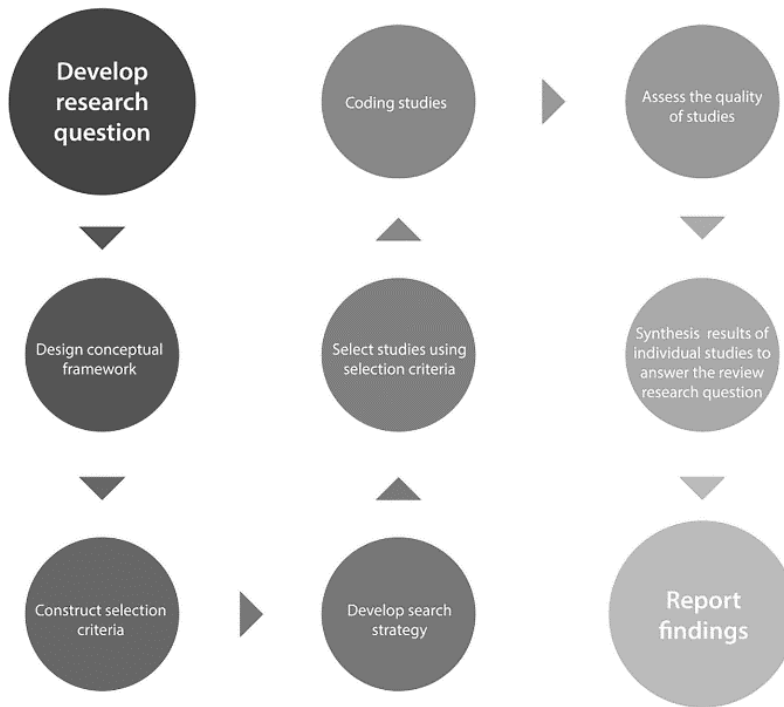 Develop
research
question
Design conceptual
framework
Construct selection
criteria
Develop search
strategy
Select studies using
selection criteria
Coding studies
Assess the quality
of studies
Synthesis results of
individual studies to
answer the review
research question
Report
findings